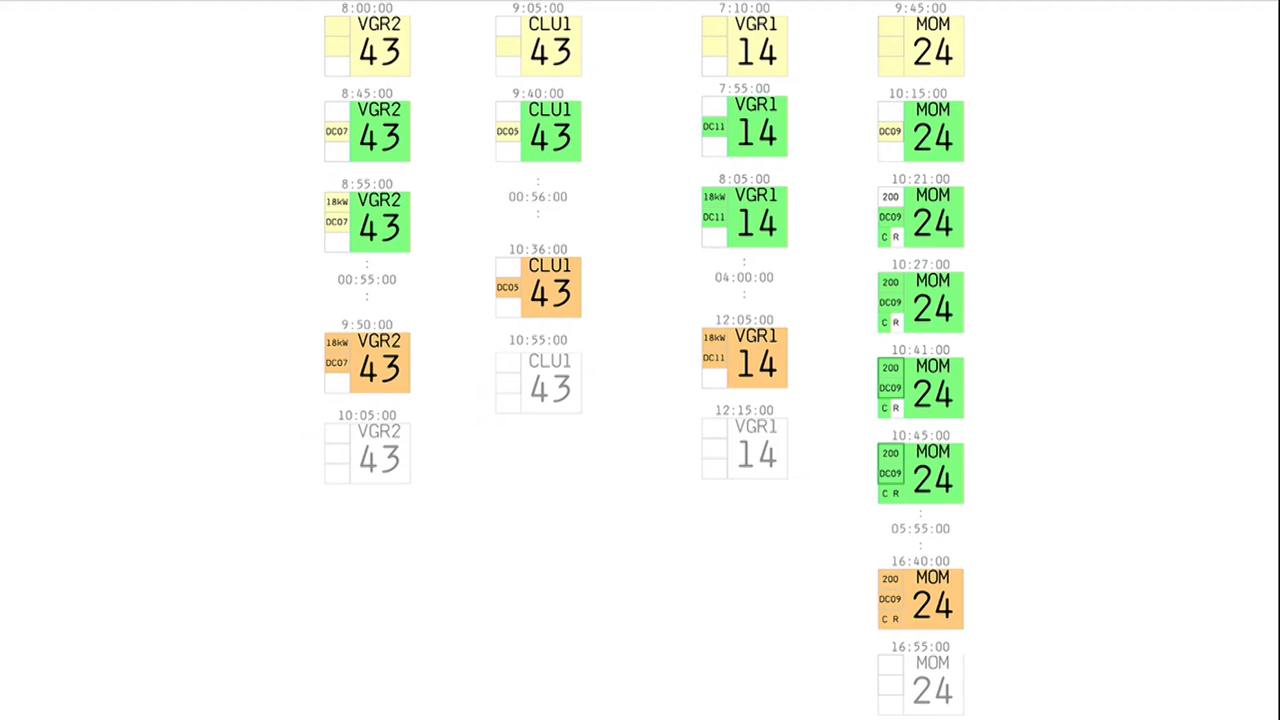 8:00:00
VGR2
43
8:45:00
VGR2
DC07
43
8:55:00
VGR2
18kW
DC07
43
:
00:55:00
:
9:50:00
VGR2
18kW
DC07
43
10:05:00
VGR2
43
9:05:00
CLU1
43
9:40:00
CLU1
DC05
43
:
00:56:00
:
10:36:00
CLU1
DC05
43
10:55:00
CLU1
43
7:10:00
VGR1
14
7:55:00
VGR1
DC11
14
8:05:00
VGR1
18kW
DC11
14
:
04:00:00
:
12:05:00
VGR1
18kW
DC11
14
12:15:00
VGR1
14
9:45:00
MOM
24
10:15:00
MOM
DC09
24
10:21:00
MOM
200
DC09
24
C R
10:27:00
MOM
200
DC09
24
C R
10:41:00
MOM
200
DC09
24
C R
10:45:00
MOM
200
DC09
24
C R
:
05:55:00
:
16:40:00
MOM
200
DC09
24
C R
16:55:00
MOM
24